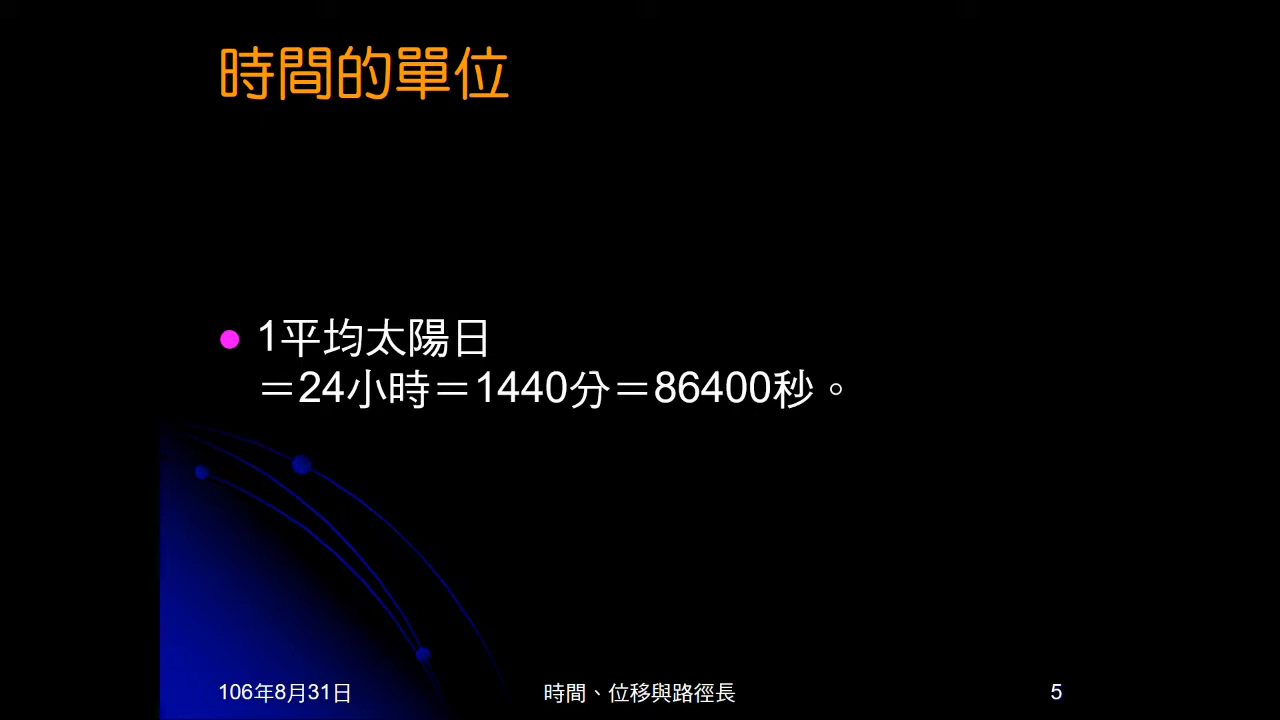 時間的單位
1平均太陽日
＝24小時＝1440分＝86400秒。
106年8月31日
時間、位移與路徑長
5